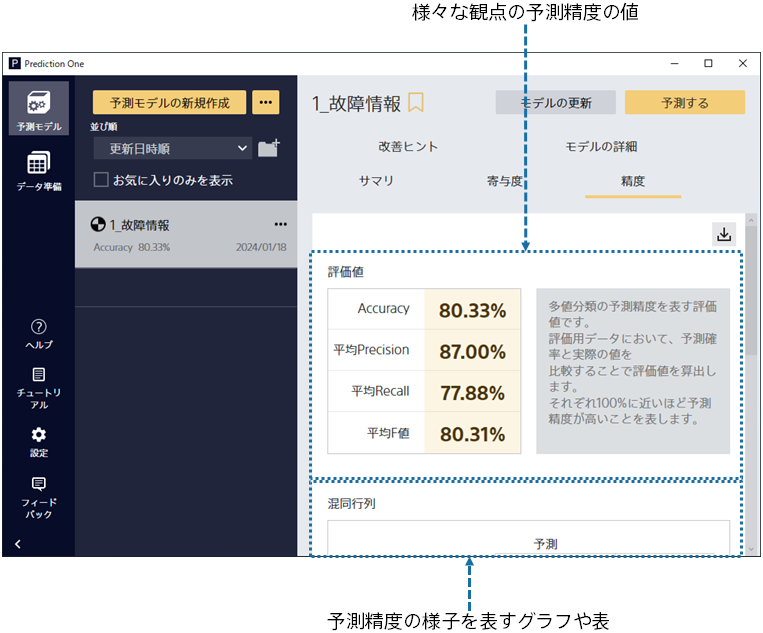 様々な観点の予測精度の値
Prediction One
予測モデル
データ準備
ヘルプ
チュートリ
アル
設定
フィード
バック
予測モデルの新規作成
並び順
更新日時順
お気に入りのみを表示
1_故障情報
Accuracy 80.33%
2024/01/18
1_故障情報
モデルの更新
予測する
改善ヒント
モデルの詳細
サマリ
寄与度
精度
評価値
Accuracy 80.33%
平均Precision 87.00%
平均Recall 77.88%
平均F値 80.31%
多値分類の予測精度を表す評価
値です。
評価用データにおいて、予測確
率と実際の値を
比較することで評価値を算出し
ます。
それぞれ100%に近いほど予測
精度が高いことを表します。
混同行列
予測
予測精度の様子を表すグラフや表